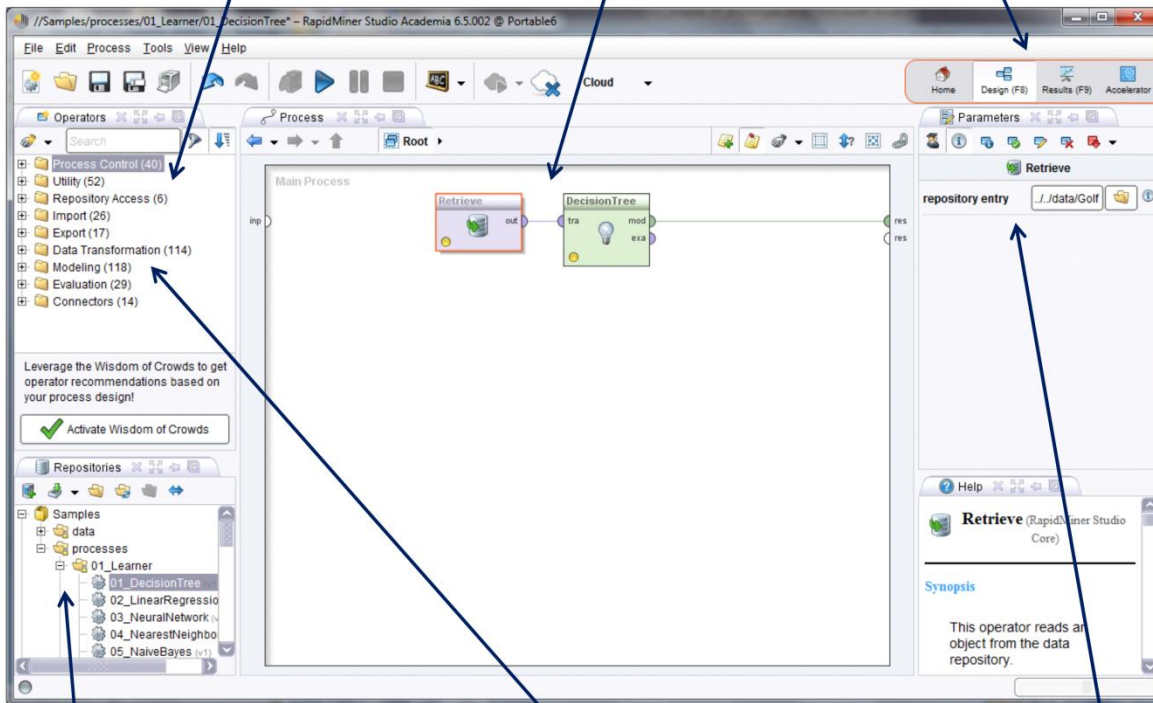 //Samples/processes/01_Learner/01_DecisionTree* – RapidMiner Studio Academia 6.5.002 @ Portable6
File Edit Process Tools View Help
Cloud
Home Design (F8) Results (F9) Accelerator
Operators
Search
Process Control (40)
Utility (52)
Repository Access (6)
Import (26)
Export (17)
Data Transformation (114)
Modeling (118)
Evaluation (29)
Connectors (14)
Leverage the Wisdom of Crowds to get
operator recommendations based on
your process design!
Activate Wisdom of Crowds
Repositories
Samples
data
processes
01_Learner
01_DecisionTree
02_LinearRegressio
03_NeuralNetwork (v
04_NearestNeighbo
05_NaiveBayes (v1)
Process
Root
Main Process
inp
Retrieve
out
DecisionTree
tra mod
exa
res
res
Parameters
Retrieve
repository entry ../../data/Golf
Help
Retrieve (RapidMiner Studio
Core)
Synopsis
This operator reads an
object from the data
repository.